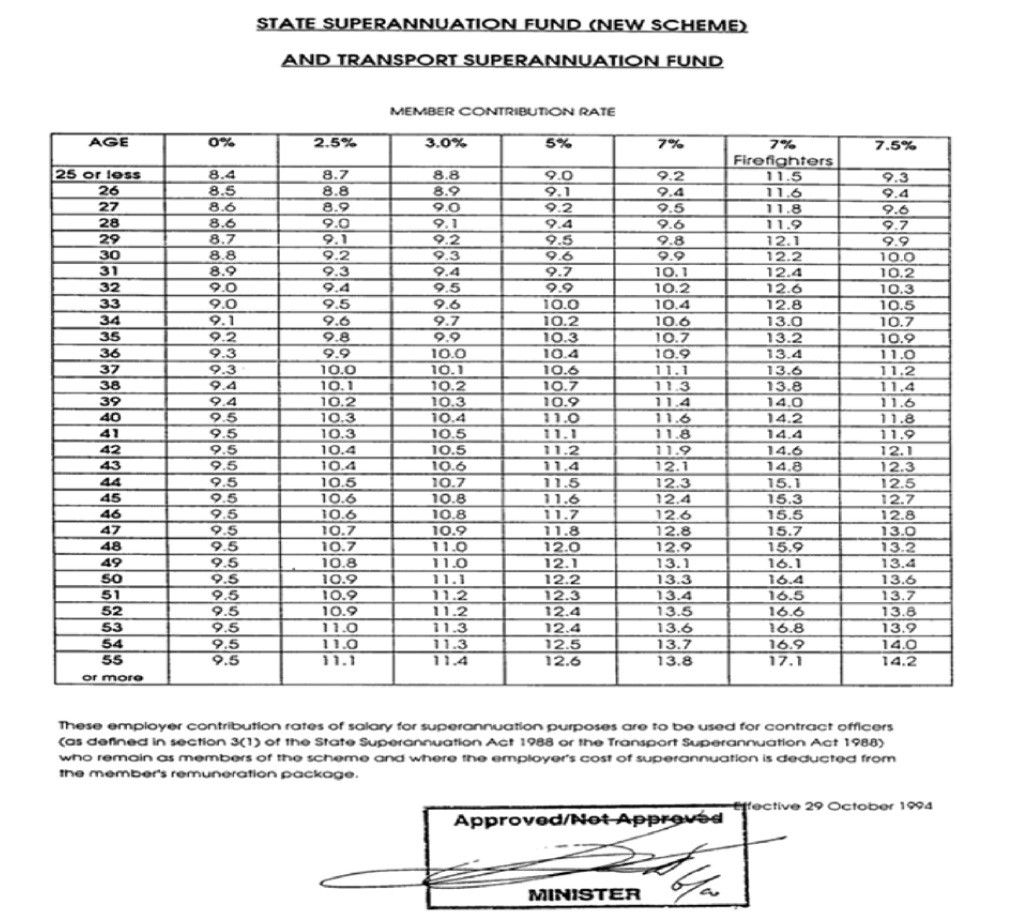 STATE SUPERANNUATION FUND (NEW SCHEME)
AND TRANSPORT SUPERANNUATION FUND
MEMBER CONTRIBUTION RATE
AGE 0% 2.5% 3.0% 5% 7% 7% 7.5%
Firefighters
25 or less 8.4 8.7 8.8 9.0 9.2 11.5 9.3
26 8.5 8.8 8.9 9.1 9.4 11.6 9.4
27 8.6 8.9 9.0 9.2 9.5 11.8 9.6
28 8.6 9.0 9.1 9.4 9.6 11.9 9.7
29 8.7 9.1 9.2 9.5 9.8 12.1 9.9
30 8.8 9.2 9.3 9.6 9.9 12.2 10.0
31 8.9 9.3 9.4 9.7 10.1 12.4 10.2
32 9.0 9.4 9.5 9.9 10.2 12.6 10.3
33 9.0 9.5 9.6 10.0 10.4 12.8 10.5
34 9.1 9.6 9.7 10.2 10.6 13.0 10.7
35 9.2 9.8 9.9 10.3 10.7 13.2 10.9
36 9.3 9.9 10.0 10.4 10.9 13.4 11.0
37 9.3 10.0 10.1 10.6 11.1 13.6 11.2
38 9.4 10.1 10.2 10.7 11.3 13.8 11.4
39 9.4 10.2 10.3 10.9 11.4 14.0 11.6
40 9.5 10.3 10.4 11.0 11.6 14.2 11.8
41 9.5 10.3 10.5 11.1 11.8 14.4 11.9
42 9.5 10.4 10.5 11.2 11.9 14.6 12.1
43 9.5 10.4 10.6 11.4 12.1 14.8 12.3
44 9.5 10.5 10.7 11.5 12.3 15.1 12.5
45 9.5 10.6 10.8 11.6 12.4 15.3 12.7
46 9.5 10.6 10.8 11.7 12.6 15.5 12.8
47 9.5 10.7 10.9 11.8 12.8 15.7 13.0
48 9.5 10.7 11.0 12.0 12.9 15.9 13.2
49 9.5 10.8 11.0 12.1 13.1 16.1 13.4
50 9.5 10.9 11.1 12.2 13.3 16.4 13.6
51 9.5 10.9 11.2 12.3 13.4 16.5 13.7
52 9.5 10.9 11.2 12.4 13.5 16.6 13.8
53 9.5 11.0 11.3 12.4 13.6 16.8 13.9
54 9.5 11.0 11.3 12.5 13.7 16.9 14.0
55 9.5 11.1 11.4 12.6 13.8 17.1 14.2
or more
These employer contribution rates of salary for superannuation purposes are to be used for contract officers
(as defined in section 3(1) of the State Superannuation Act 1988 or the Transport Superannuation Act 1988)
who remain as members of the scheme and where the employer's cost of superannuation is deducted from
the member's remuneration package.
Effective 29 October 1994
Approved/Not Approved
MINISTER